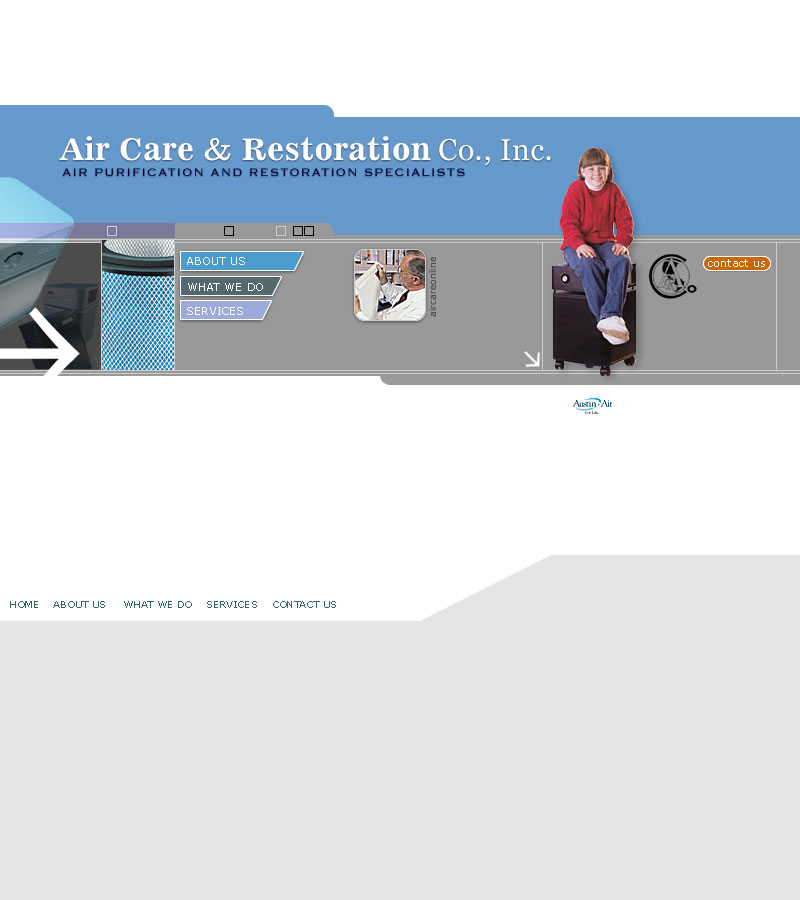 Air Care & Restoration Co., Inc.
AIR PURIFICATION AND RESTORATION SPECIALISTS
ABOUT US
WHAT WE DO
SERVICES
aircareonline
contact us
Austin Air
HOME ABOUT US WHAT WE DO SERVICES CONTACT US